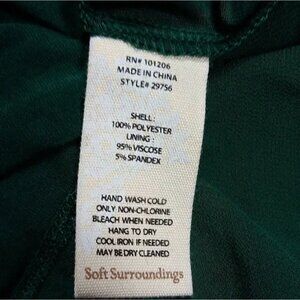 RN# 101206
MADE IN CHINA
STYLE# 29756
SHELL:
100% POLYESTER
LINING:
95% VISCOSE
5% SPANDEX
HAND WASH COLD
ONLY NON-CHLORINE
BLEACH WHEN NEEDED
HANG TO DRY
COOL IRON IF NEEDED
MAY BE DRY CLEANED
Soft Surroundings